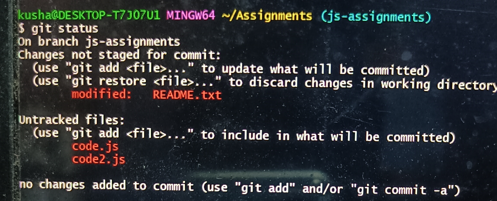 kusha@DESKTOP-T7J07U1 MINGW64 ~/Assignments (js-assignments)
$ git status
On branch js-assignments
Changes not staged for commit:
  (use "git add <file>..." to update what will be committed)
  (use "git restore <file>..." to discard changes in working directory
        modified:   README.txt

Untracked files:
  (use "git add <file>..." to include in what will be committed)
        code.js
        code2.js

no changes added to commit (use "git add" and/or "git commit -a")